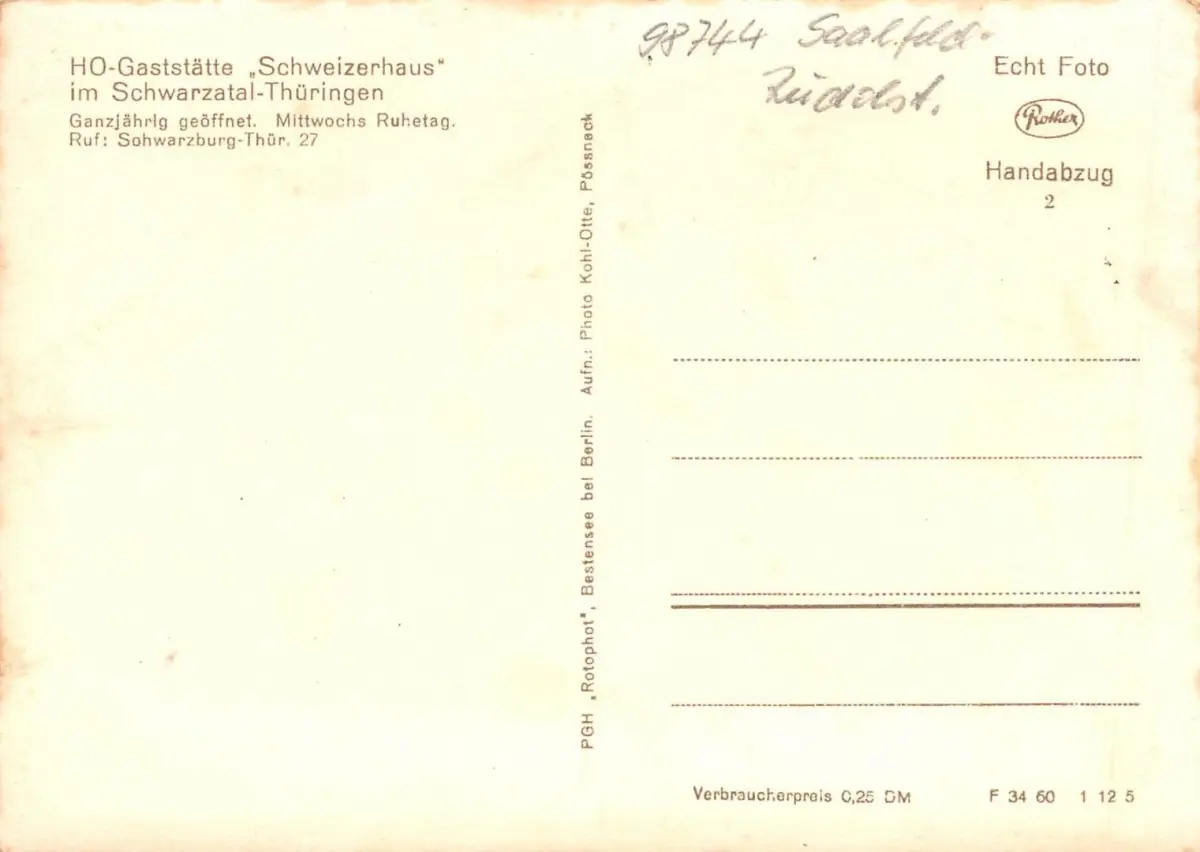 HO-Gaststätte „Schweizerhaus“
im Schwarzatal-Thüringen
Ganzjährig geöffnet. Mittwochs Ruhetag.
Ruf: Schwarzburg-Thür. 27
PGH „Rotophot“, Bestensee bei Berlin. Aufn.: Photo Kohl-Otte, Pössneck
98744 Saalfeld-
Rudolst.
Echt Foto
Rother
Handabzug
2
Verbraucherpreis 0,25 DM
F 34 60 1 12 5